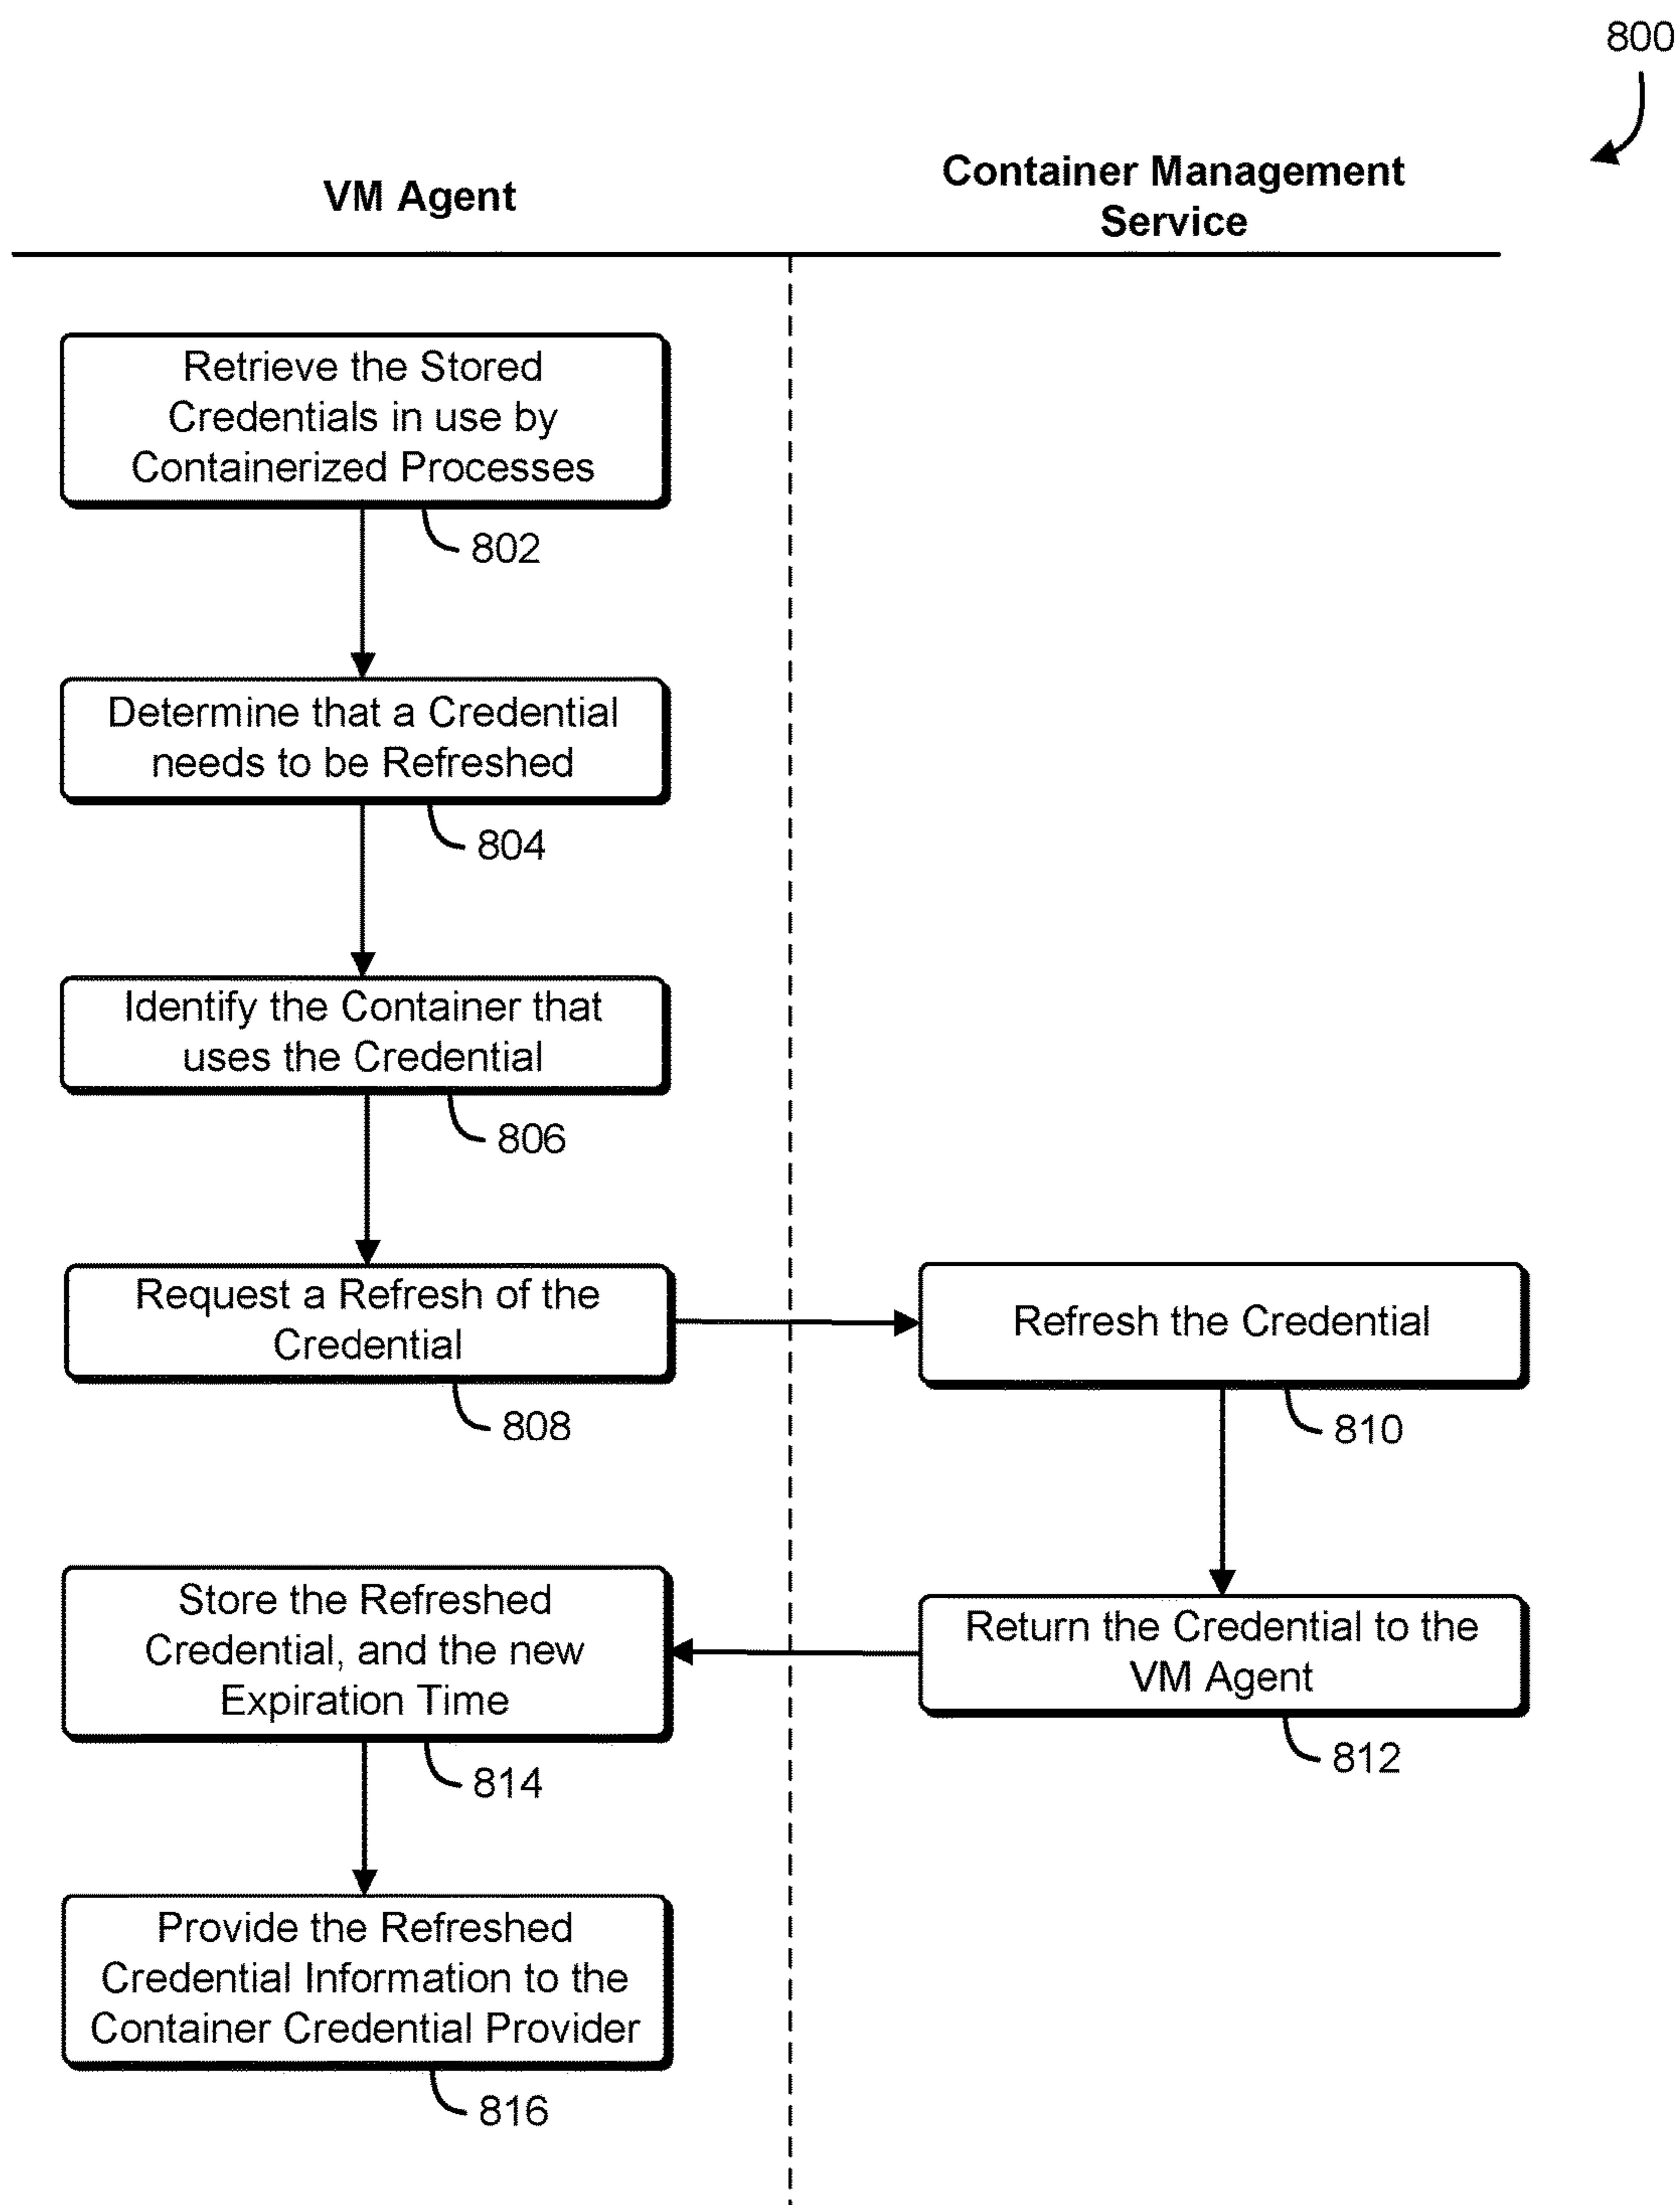 800
VM Agent
Container Management
Service
Retrieve the Stored
Credentials in use by
Containerized Processes
802
Determine that a Credential
needs to be Refreshed
804
Identify the Container that
uses the Credential
806
Request a Refresh of the
Credential
808
Refresh the Credential
810
Return the Credential to the
VM Agent
812
Store the Refreshed
Credential, and the new
Expiration Time
814
Provide the Refreshed
Credential Information to the
Container Credential Provider
816